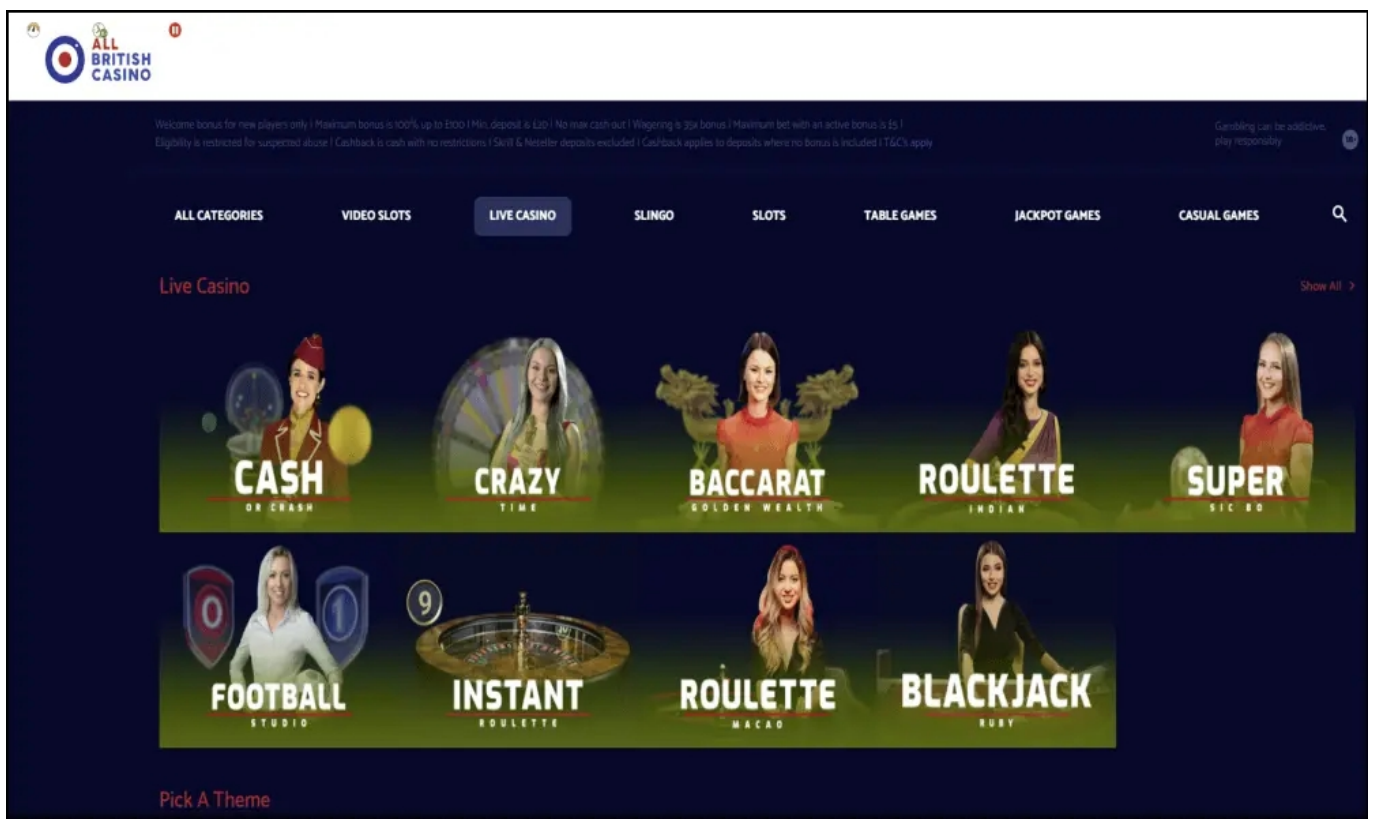 ALL
BRITISH
CASINO
Welcome bonus for new players only | Maximum bonus is 100% up to £100 | Min. deposit is £20 | No max cash out | Wagering is 35x bonus | Maximum bet with an active bonus is £5 |
Eligibility is restricted for suspected abuse | Cashback is cash with no restrictions | Skrill & Neteller deposits excluded | Cashback applies to deposits where no bonus is included | T&C's apply
Gambling can be addictive,
play responsibly
18+
ALL CATEGORIES VIDEO SLOTS LIVE CASINO SLINGO SLOTS TABLE GAMES JACKPOT GAMES CASUAL GAMES
Live Casino
Show All >
CASH
OR CRASH
CRAZY
TIME
BACCARAT
GOLDEN WEALTH
ROULETTE
INDIAN
SUPER
SIC BO
0 1
FOOTBALL
STUDIO
9
INSTANT
ROULETTE
ROULETTE
MACAO
BLACKJACK
RUBY
Pick A Theme